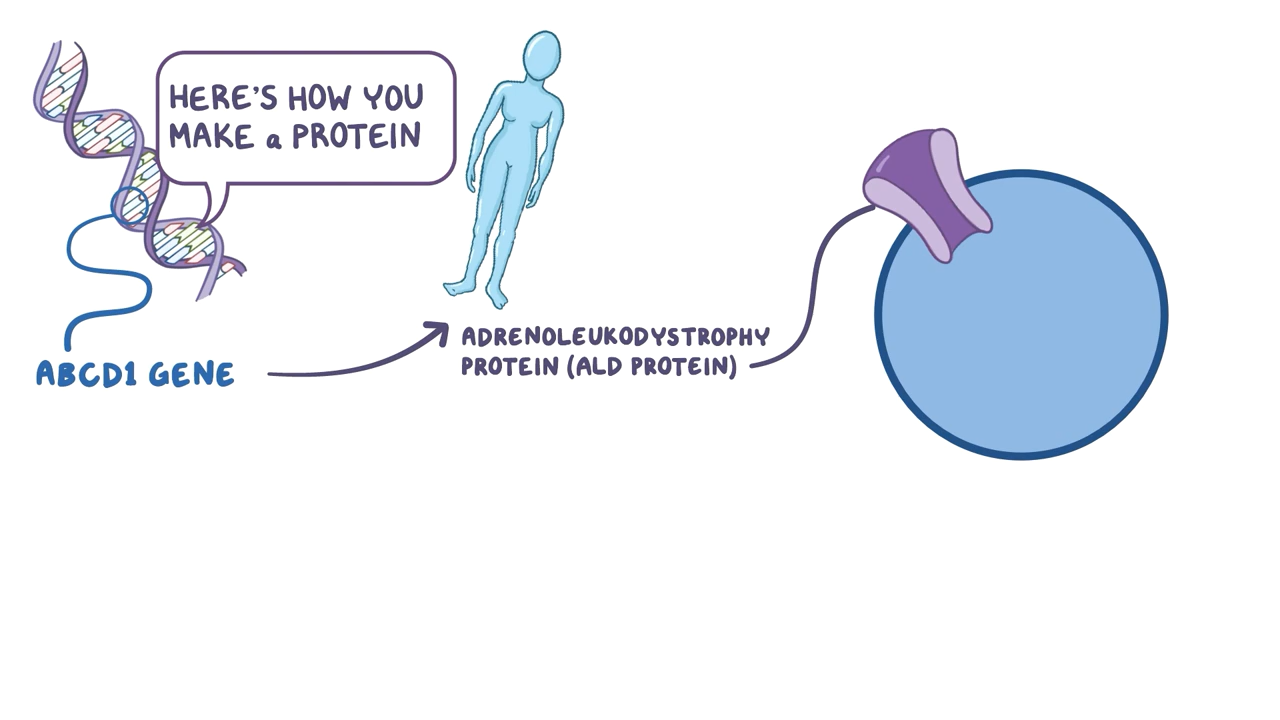 HERE'S HOW YOU
MAKE a PROTEIN
ABCD1 GENE
ADRENOLEUKODYSTROPHY
PROTEIN (ALD PROTEIN)